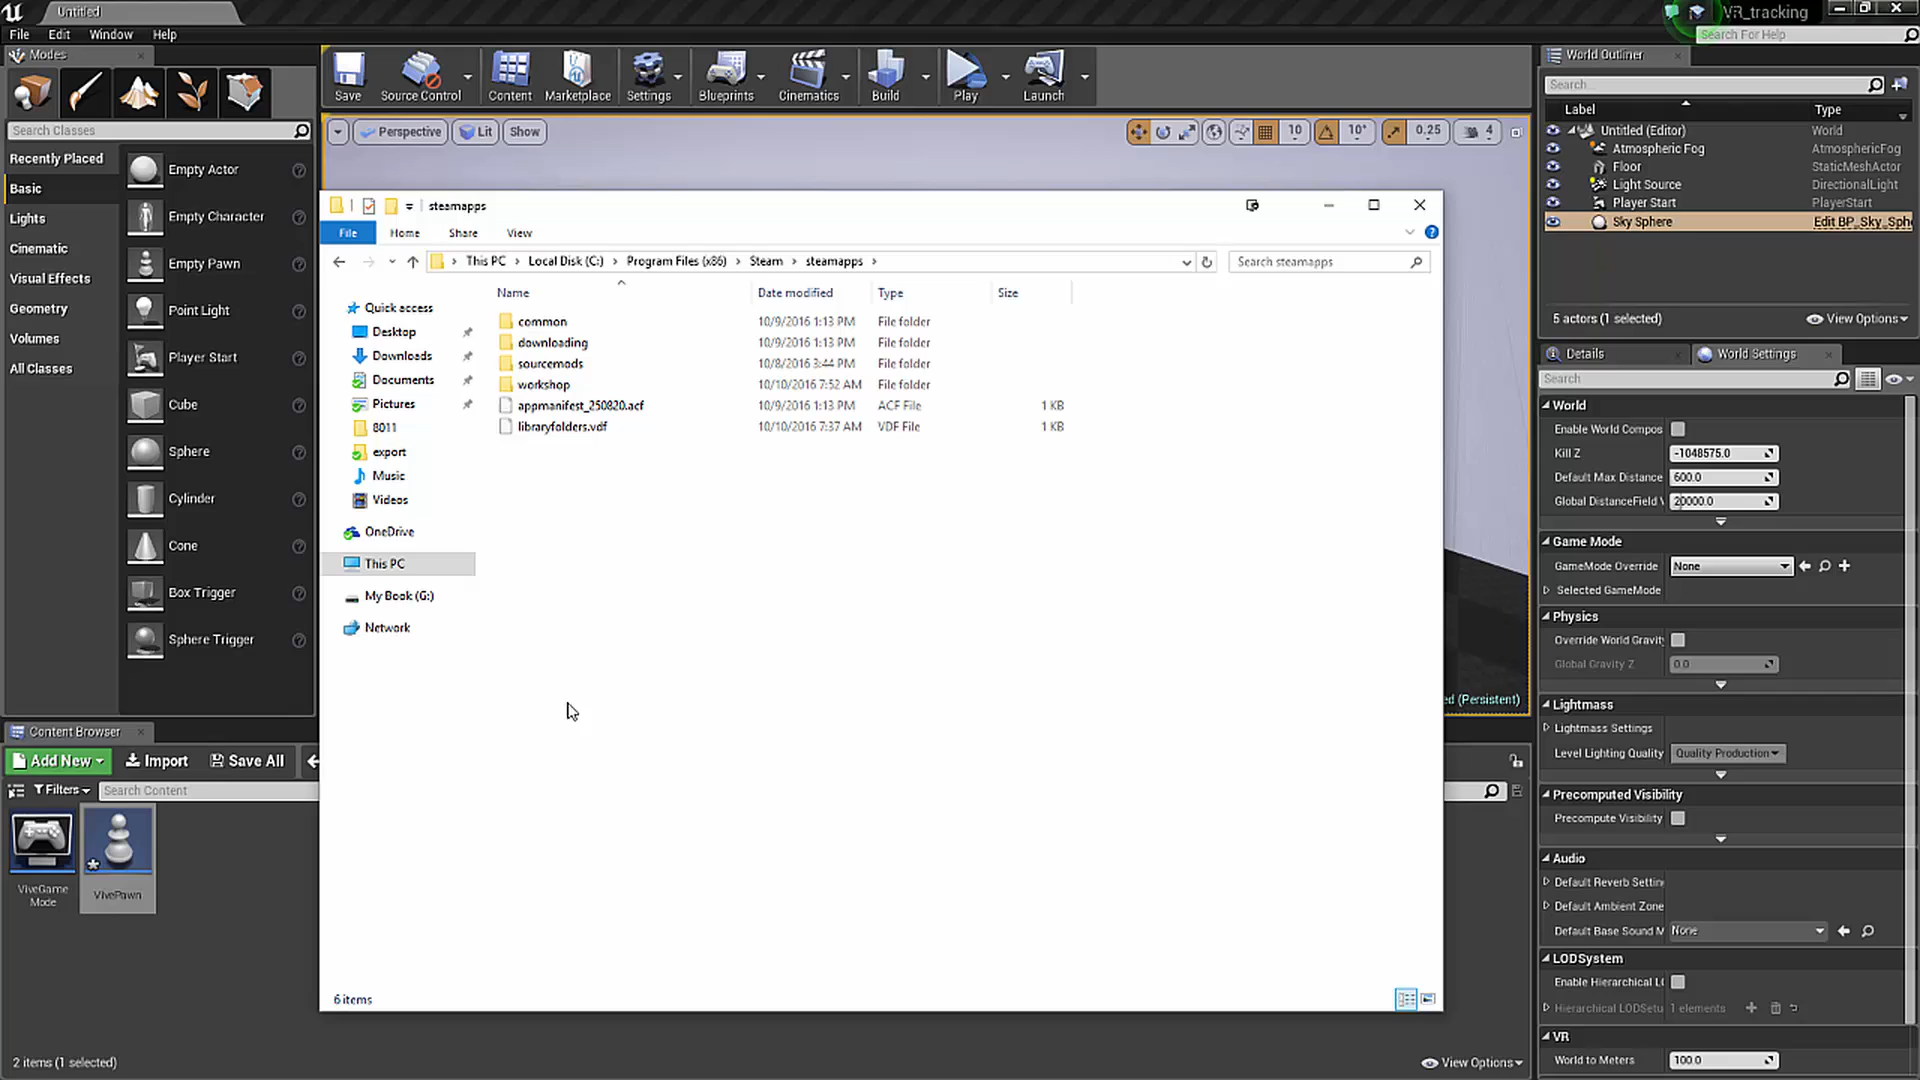 Untitled
VR_tracking
File Edit Window Help
Search For Help
Modes
Search Classes
Recently Placed
Basic
Lights
Cinematic
Visual Effects
Geometry
Volumes
All Classes
Empty Actor
Empty Character
Empty Pawn
Point Light
Player Start
Cube
Sphere
Cylinder
Cone
Box Trigger
Sphere Trigger
Save
Source Control
Content
Marketplace
Settings
Blueprints
Cinematics
Build
Play
Launch
Perspective
Lit
Show
10
10°
0.25
4
steamapps
File Home Share View
This PC Local Disk (C:) Program Files (x86) Steam steamapps
Search steamapps
Name Date modified Type Size
common 10/9/2016 1:13 PM File folder
downloading 10/9/2016 1:13 PM File folder
sourcemods 10/8/2016 3:44 PM File folder
workshop 10/10/2016 7:52 AM File folder
appmanifest_250820.acf 10/9/2016 1:13 PM ACF File 1 KB
libraryfolders.vdf 10/10/2016 7:37 AM VDF File 1 KB
Quick access
Desktop
Downloads
Documents
Pictures
8011
export
Music
Videos
OneDrive
This PC
My Book (G:)
Network
6 items
ed (Persistent)
World Outliner
Search...
Label Type
Untitled (Editor) World
Atmospheric Fog AtmosphericFog
Floor StaticMeshActor
Light Source DirectionalLight
Player Start PlayerStart
Sky Sphere Edit BP_Sky_Sph
5 actors (1 selected)
View Options
Details
World Settings
Search
World
Enable World Compos
Kill Z -1048575.0
Default Max Distance 600.0
Global DistanceField V 20000.0
Game Mode
GameMode Override None
Selected GameMode
Physics
Override World Gravit
Global Gravity Z 0.0
Lightmass
Lightmass Settings
Level Lighting Quality Quality Production
Precomputed Visibility
Precompute Visibility
Audio
Default Reverb Settin
Default Ambient Zone
Default Base Sound M None
LODSystem
Enable Hierarchical L
Hierarchical LODSetu 1 elements
VR
World to Meters 100.0
Content Browser
Add New
Import
Save All
Filters
Search Content
ViveGame
Mode
VivePawn
2 items (1 selected)
View Options